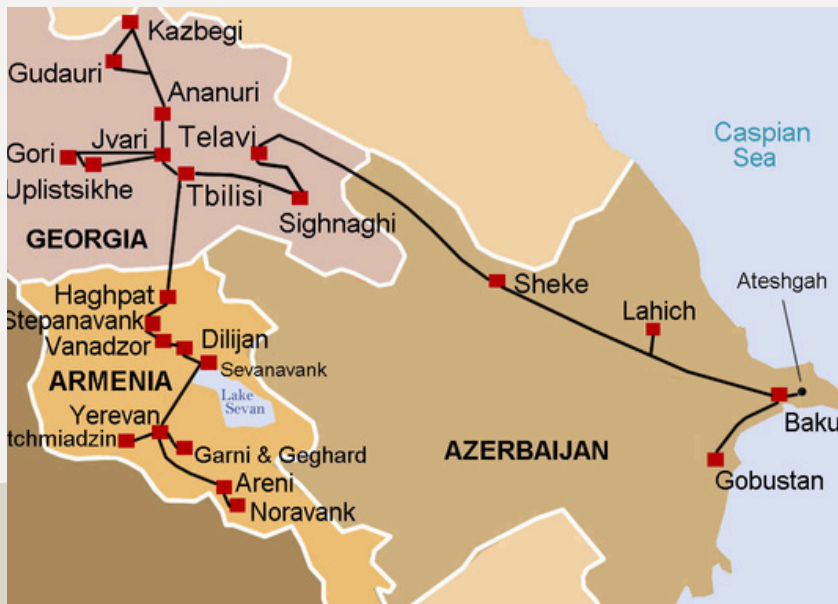 Kazbegi
Gudauri
Ananuri
Jvari
Telavi
Gori
Uplistsikhe
Tbilisi
Sighnaghi
GEORGIA
Caspian
Sea
Sheke
Lahich
Ateshgah
Haghpat
Stepanavank
Vanadzor
Dilijan
Sevanavank
ARMENIA
Lake
Sevan
Yerevan
tchmiadzin
Garni & Geghard
Areni
Noravank
AZERBAIJAN
Baku
Gobustan